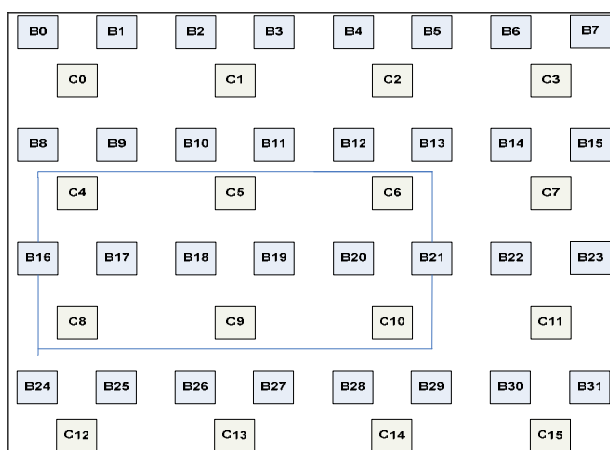 B0 B1 B2 B3 B4 B5 B6 B7
C0 C1 C2 C3
B8 B9 B10 B11 B12 B13 B14 B15
C4 C5 C6 C7
B16 B17 B18 B19 B20 B21 B22 B23
C8 C9 C10 C11
B24 B25 B26 B27 B28 B29 B30 B31
C12 C13 C14 C15